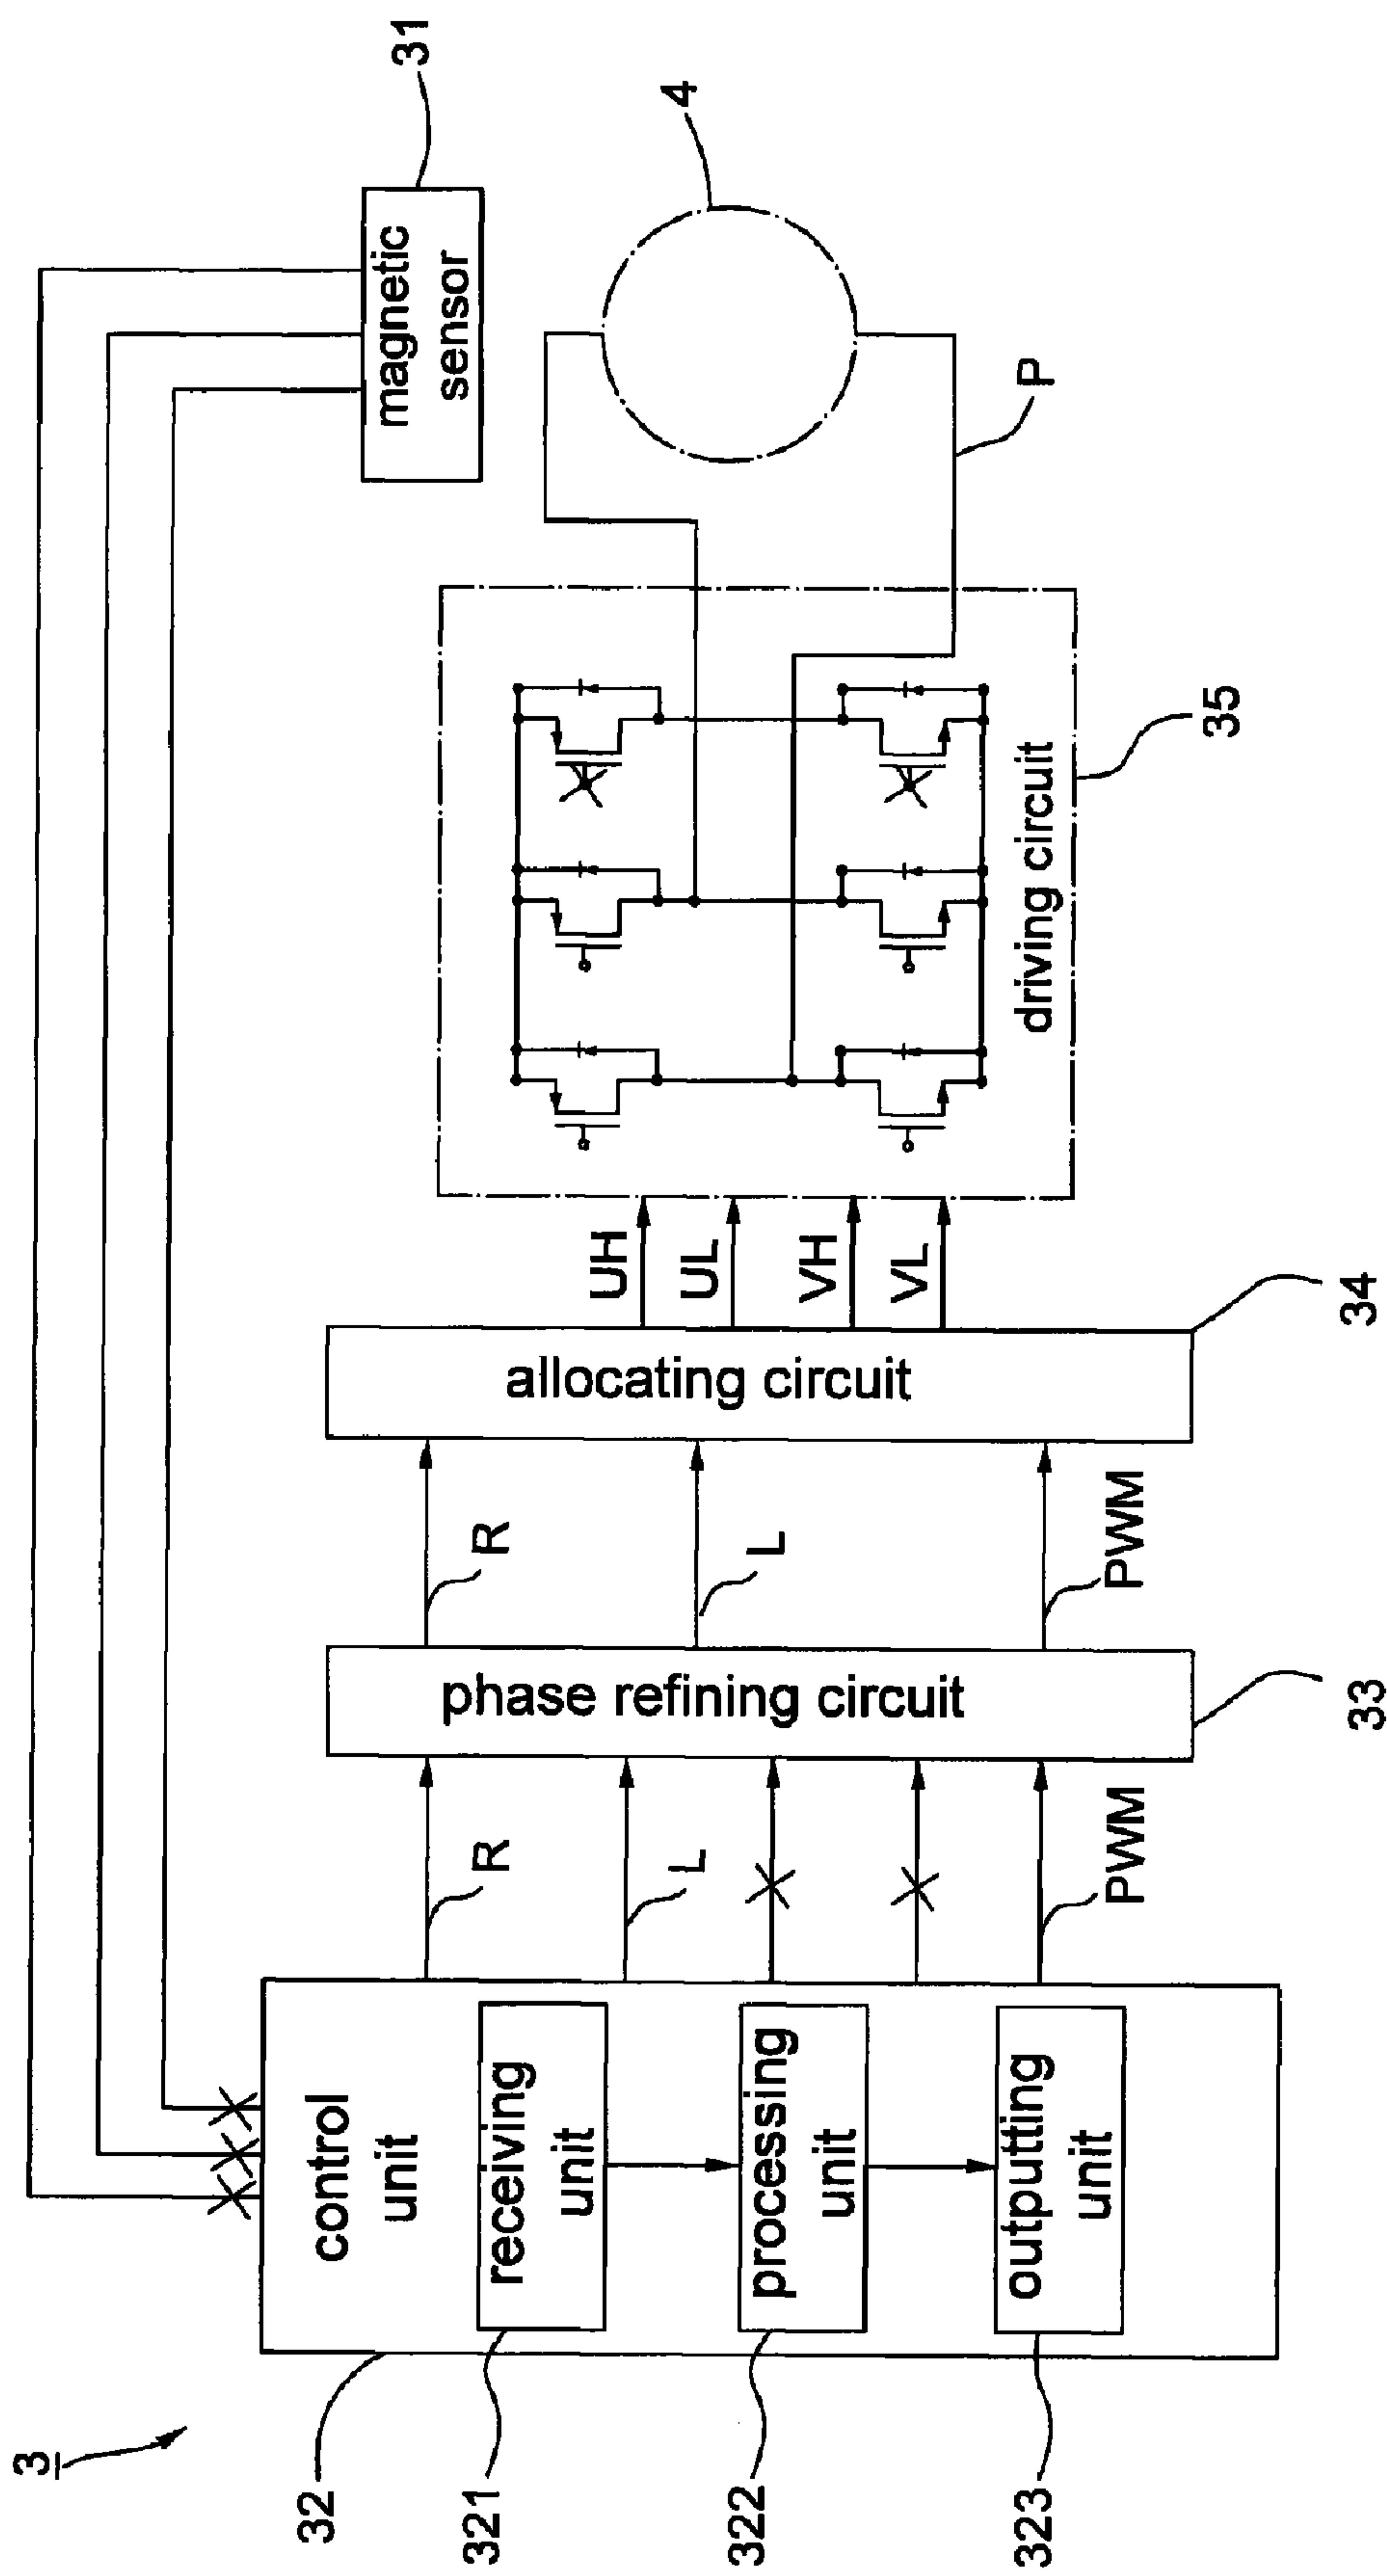 3
32
control
unit
321
receiving
unit
322
processing
unit
323
outputting
unit
R
L
PWM
phase refining circuit
33
R
L
PWM
allocating circuit
34
UH
UL
VH
VL
driving circuit
35
P
4
magnetic
sensor
31